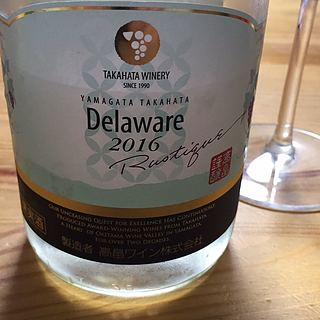 TAKAHATA WINERY
SINCE 1990
YAMAGATA TAKAHATA
Delaware
2016
Rustique
OUR UNCEASING QUEST FOR EXELLENCE HAS CONTINUOUSLY
PRODUCED AWARD-WINNING WINES FROM TAKAHATA,
A HEART OF OKITAMA WINE VALLEY IN YAMAGATA,
FOR OVER TWO DECADES.
製造者 高畠ワイン株式会社